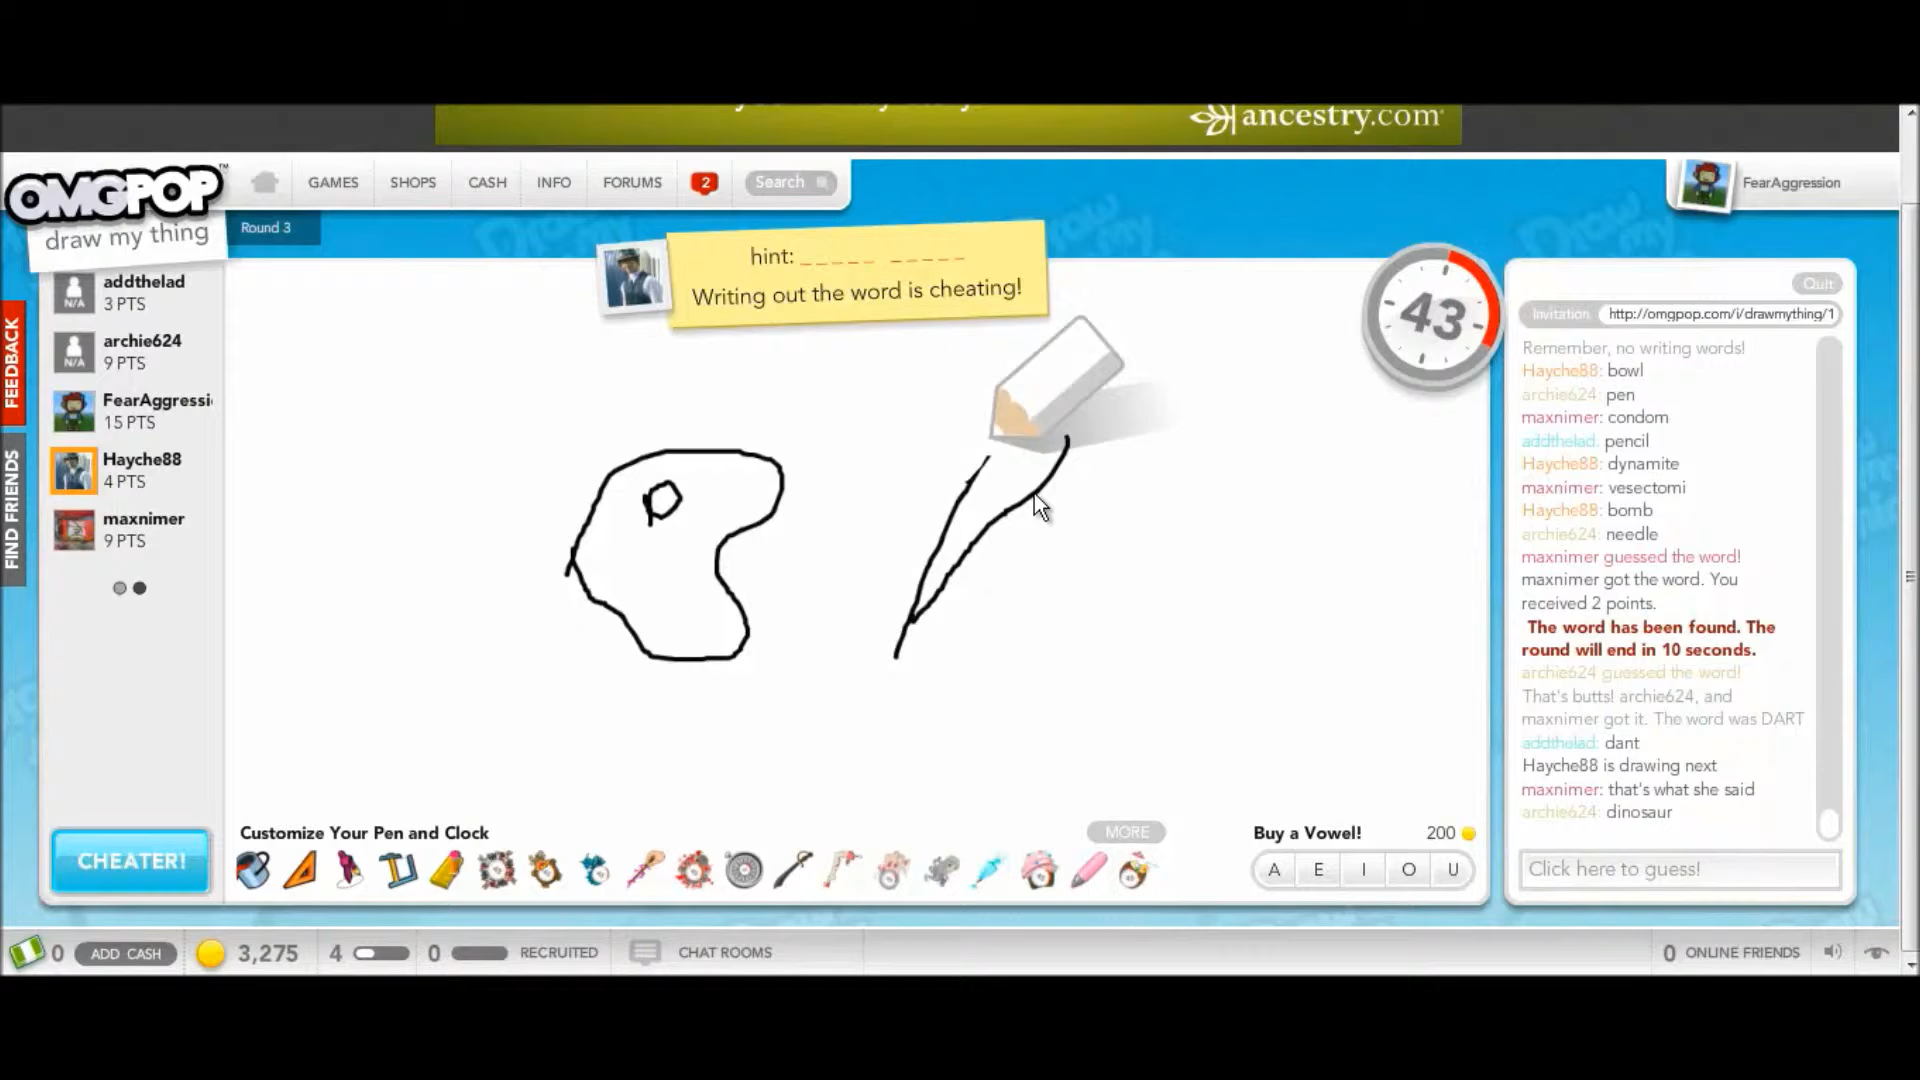 ancestry.com
OMGPOP™
draw my thing
GAMES
SHOPS
CASH
INFO
FORUMS
2
Search
FearAggression
Round 3
hint: _ _ _ _ _  _ _ _ _ _
Writing out the word is cheating!
43
FEEDBACK
FIND FRIENDS
N/A
addthelad
3 PTS
N/A
archie624
9 PTS
FearAggressi
15 PTS
Hayche88
4 PTS
maxnimer
9 PTS
CHEATER!
Quit
Invitation http://omgpop.com/i/drawmything/1
Remember, no writing words!
Hayche88: bowl
archie624: pen
maxnimer: condom
addthelad: pencil
Hayche88: dynamite
maxnimer: vesectomi
Hayche88: bomb
archie624: needle
maxnimer guessed the word!
maxnimer got the word. You
received 2 points.
The word has been found. The
round will end in 10 seconds.
archie624 guessed the word!
That's butts! archie624, and
maxnimer got it. The word was DART
addthelad: dant
Hayche88 is drawing next
maxnimer: that's what she said
archie624: dinosaur
Click here to guess!
Customize Your Pen and Clock
MORE
Buy a Vowel!
200
A E I O U
0 ADD CASH
3,275
4
0 RECRUITED
CHAT ROOMS
0 ONLINE FRIENDS